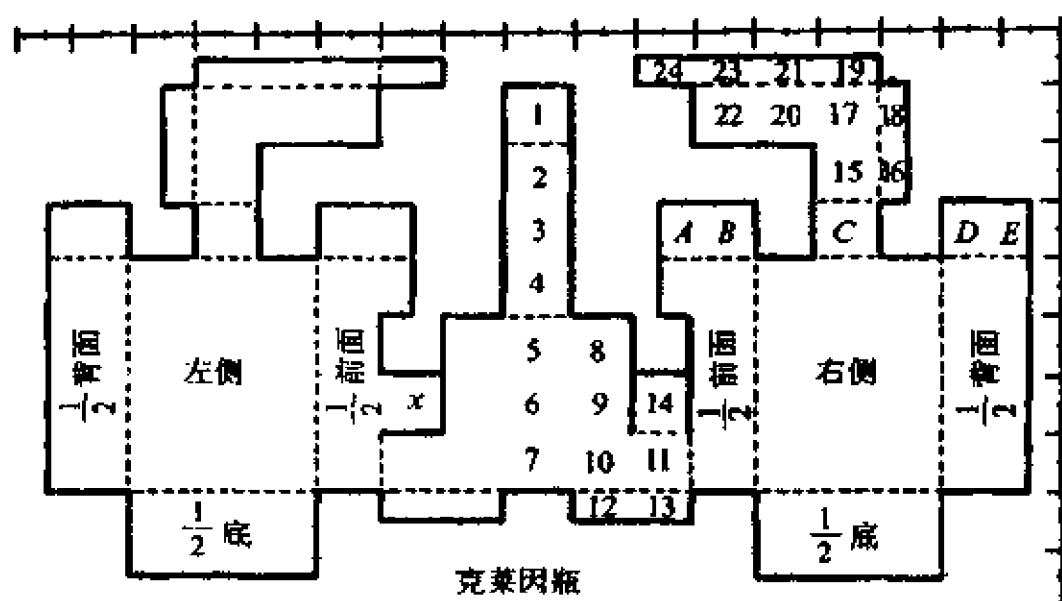 24 23 21 19
1 22 20 17 18
2 15 16
3 A B C D E
4
1/2 背面 左侧 1/2 前面 5 8 1/2 前面 右侧 1/2 背面
x 6 9 14
7 10 11
1/2 底 12 13 1/2 底
克莱因瓶